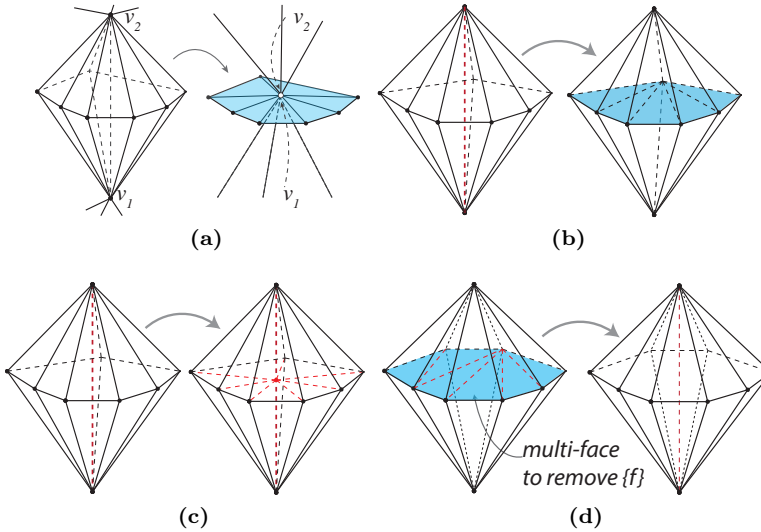 v2
v2
v1
v1
(a)
(b)
multi-face
to remove {f}
(c)
(d)